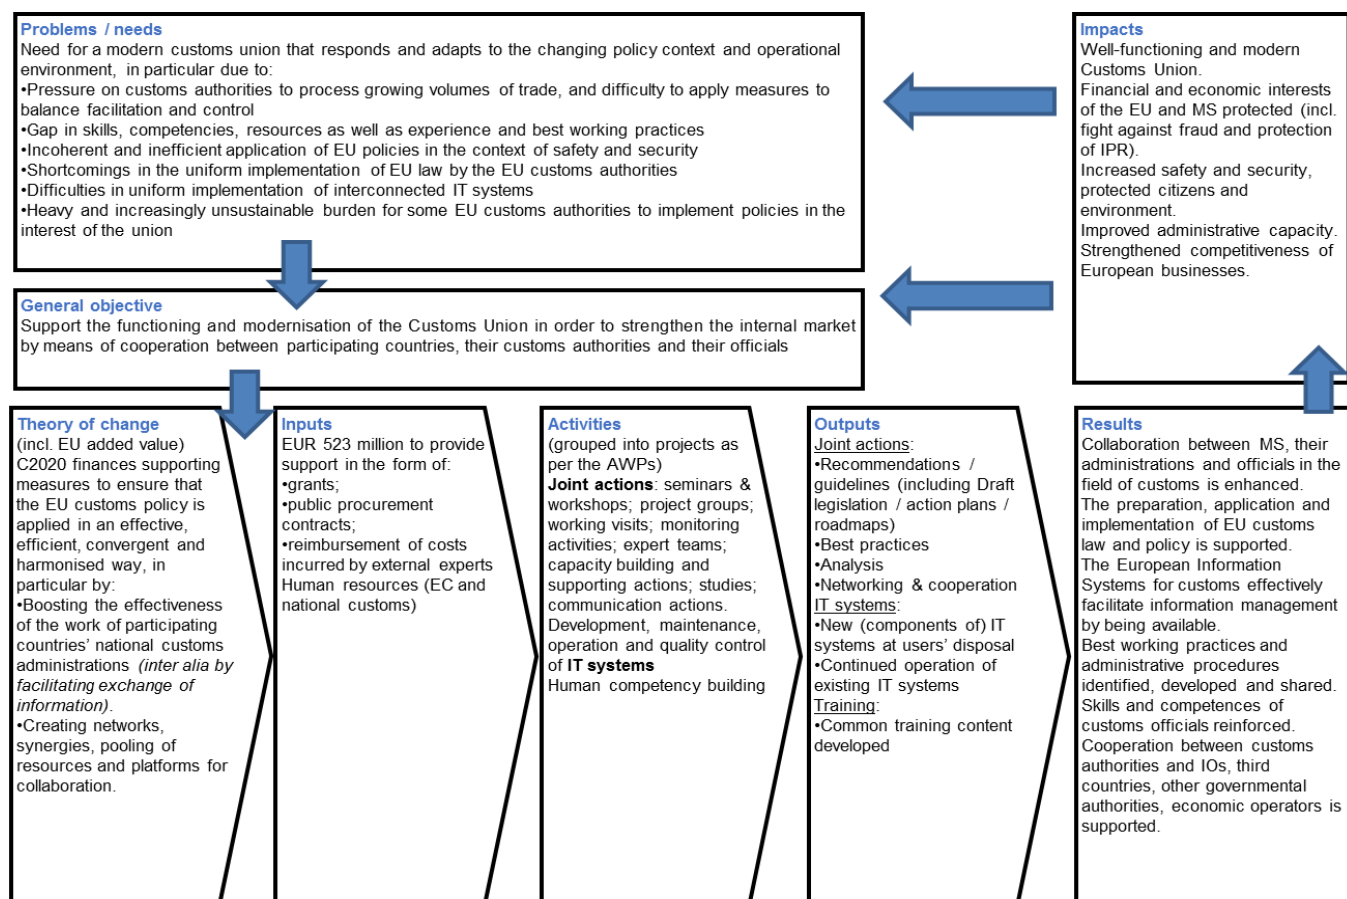 Problems / needs
Need for a modern customs union that responds and adapts to the changing policy context and operational
environment, in particular due to:
•Pressure on customs authorities to process growing volumes of trade, and difficulty to apply measures to
balance facilitation and control
•Gap in skills, competencies, resources as well as experience and best working practices
•Incoherent and inefficient application of EU policies in the context of safety and security
•Shortcomings in the uniform implementation of EU law by the EU customs authorities
•Difficulties in uniform implementation of interconnected IT systems
•Heavy and increasingly unsustainable burden for some EU customs authorities to implement policies in the
interest of the union
General objective
Support the functioning and modernisation of the Customs Union in order to strengthen the internal market
by means of cooperation between participating countries, their customs authorities and their officials
Impacts
Well-functioning and modern
Customs Union.
Financial and economic interests
of the EU and MS protected (incl.
fight against fraud and protection
of IPR).
Increased safety and security,
protected citizens and
environment.
Improved administrative capacity.
Strengthened competitiveness of
European businesses.
Theory of change
(incl. EU added value)
C2020 finances supporting
measures to ensure that
the EU customs policy is
applied in an effective,
efficient, convergent and
harmonised way, in
particular by:
•Boosting the effectiveness
of the work of participating
countries' national customs
administrations (inter alia by
facilitating exchange of
information).
•Creating networks,
synergies, pooling of
resources and platforms for
collaboration.
Inputs
EUR 523 million to provide
support in the form of:
•grants;
•public procurement
contracts;
•reimbursement of costs
incurred by external experts
Human resources (EC and
national customs)
Activities
(grouped into projects as
per the AWPs)
Joint actions: seminars &
workshops; project groups;
working visits; monitoring
activities; expert teams;
capacity building and
supporting actions; studies;
communication actions.
Development, maintenance,
operation and quality control
of IT systems
Human competency building
Outputs
Joint actions:
•Recommendations /
guidelines (including Draft
legislation / action plans /
roadmaps)
•Best practices
•Analysis
•Networking & cooperation
IT systems:
•New (components of) IT
systems at users' disposal
•Continued operation of
existing IT systems
Training:
•Common training content
developed
Results
Collaboration between MS, their
administrations and officials in the
field of customs is enhanced.
The preparation, application and
implementation of EU customs
law and policy is supported.
The European Information
Systems for customs effectively
facilitate information management
by being available.
Best working practices and
administrative procedures
identified, developed and shared.
Skills and competences of
customs officials reinforced.
Cooperation between customs
authorities and IOs, third
countries, other governmental
authorities, economic operators is
supported.